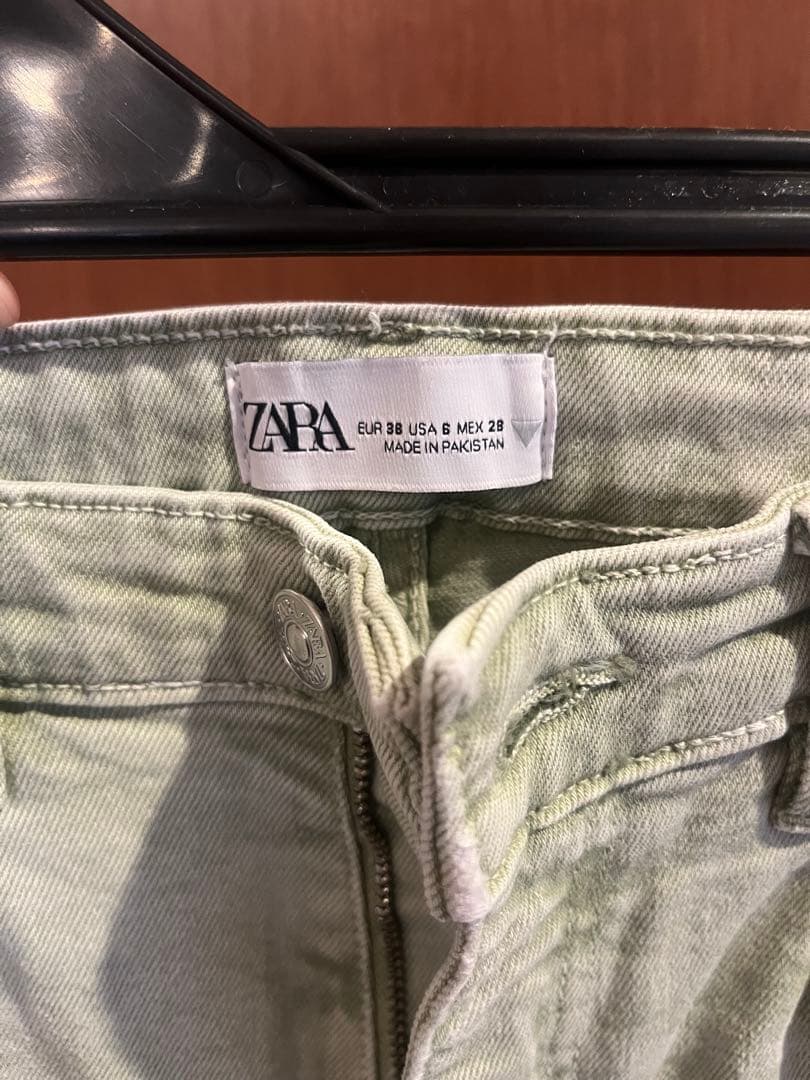 ZARA
EUR 38 USA 6 MEX 28
MADE IN PAKISTAN